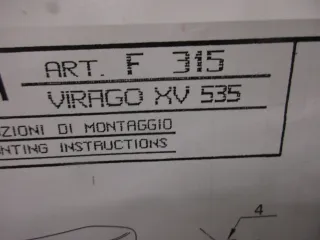 ART. F 315
VIRAGO XV 535
ZIONI DI MONTAGGIO
NTING INSTRUCTIONS
4